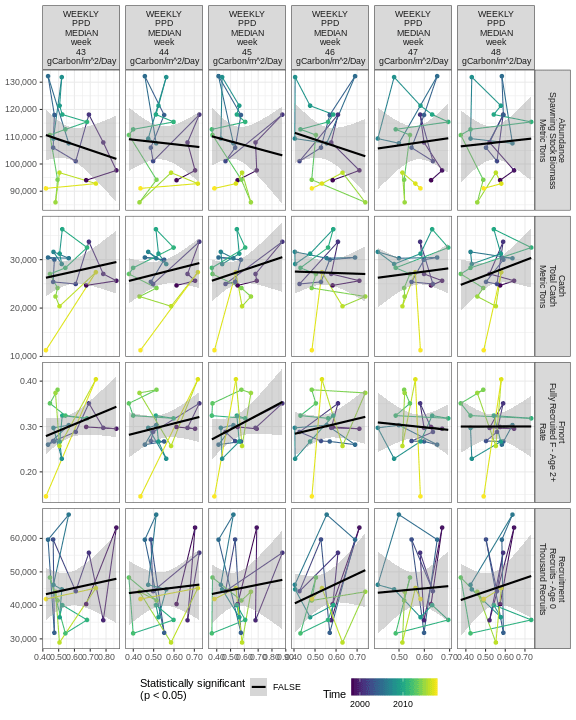 WEEKLY
PPD
MEDIAN
week
43
gCarbon/m^2/Day
WEEKLY
PPD
MEDIAN
week
44
gCarbon/m^2/Day
WEEKLY
PPD
MEDIAN
week
45
gCarbon/m^2/Day
WEEKLY
PPD
MEDIAN
week
46
gCarbon/m^2/Day
WEEKLY
PPD
MEDIAN
week
47
gCarbon/m^2/Day
WEEKLY
PPD
MEDIAN
week
48
gCarbon/m^2/Day
130,000
120,000
110,000
100,000
90,000
Abundance
Spawning Stock Biomass
Metric Tons
30,000
20,000
10,000
Catch
Total Catch
Metric Tons
0.40
0.30
0.20
Fmort
Fully Recruited F - Age 2+
Rate
60,000
50,000
40,000
30,000
Recruitment
Recruits - Age 0
Thousand Recruits
0.40 0.50 0.60 0.70 0.80
0.40 0.50 0.60 0.70
0.40 0.50 0.60 0.70 0.80
0.40 0.50 0.60 0.70
0.50 0.60 0.70
0.40 0.50 0.60 0.70
Statistically significant
(p < 0.05)
FALSE
Time
2000 2010